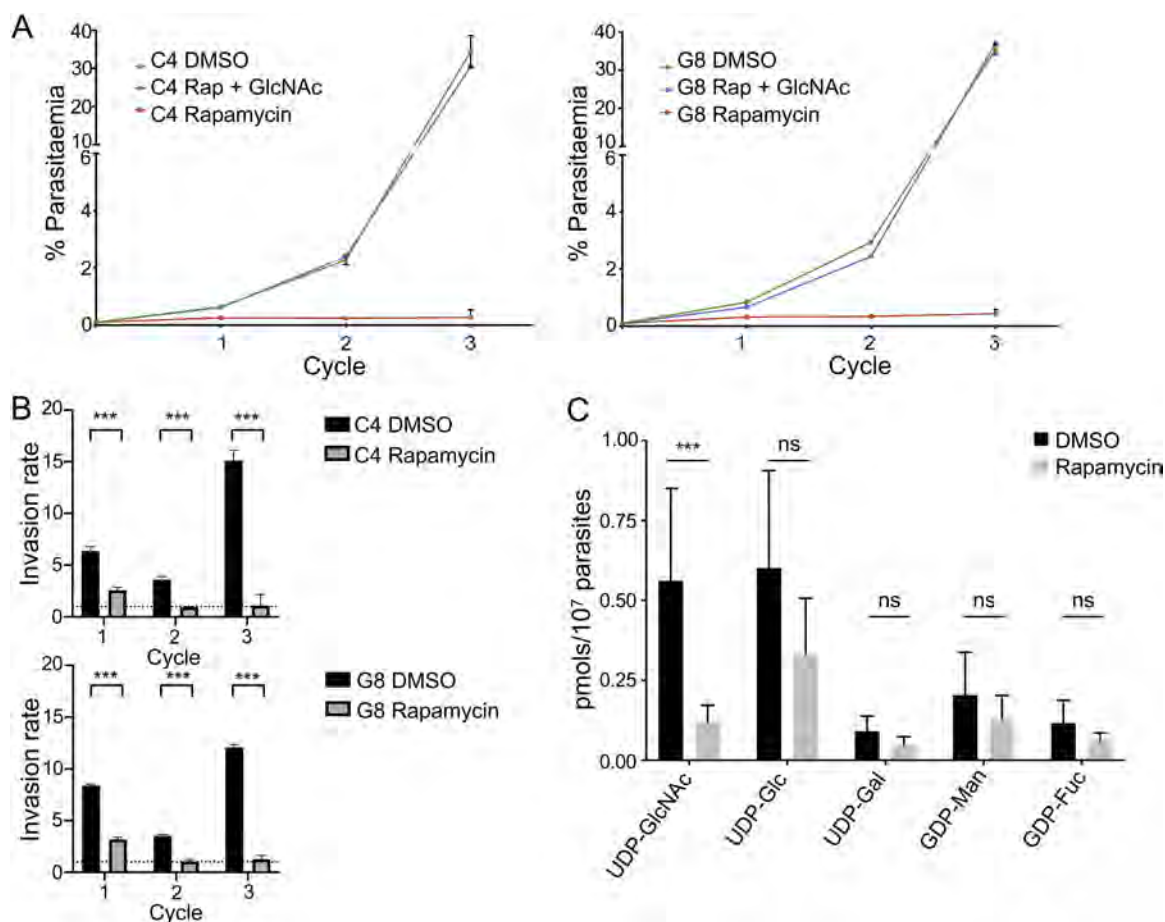 A
40
30
20
10
6
4
2
0
% Parasitaemia
C4 DMSO
C4 Rap + GlcNAc
C4 Rapamycin
1
2
3
Cycle
40
30
20
10
6
4
2
0
% Parasitaemia
G8 DMSO
G8 Rap + GlcNAc
G8 Rapamycin
1
2
3
Cycle
B
20
15
10
5
0
Invasion rate
***
***
***
C4 DMSO
C4 Rapamycin
1
2
3
Cycle
20
15
10
5
0
Invasion rate
***
***
***
G8 DMSO
G8 Rapamycin
1
2
3
Cycle
C
1.00
0.75
0.50
0.25
0.00
pmols/10⁷ parasites
***
ns
ns
ns
ns
DMSO
Rapamycin
UDP-GlcNAc
UDP-Glc
UDP-Gal
GDP-Man
GDP-Fuc